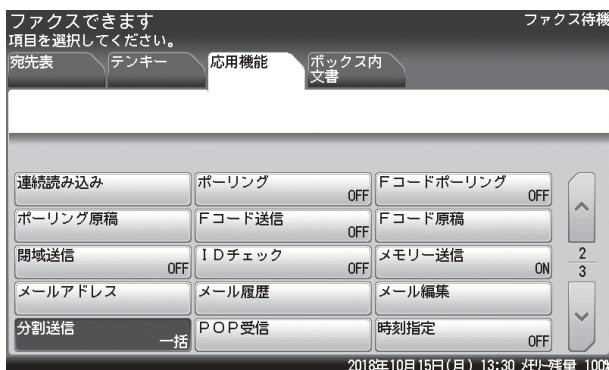 ファクスできます
ファクス待機
項目を選択してください。
宛先表
テンキー
応用機能
ボックス内
文書
連続読み込み
ポーリング
OFF
Fコードポーリング
OFF
ポーリング原稿
Fコード送信
OFF
Fコード原稿
閉域送信
OFF
IDチェック
OFF
メモリー送信
ON
2
3
メールアドレス
メール履歴
メール編集
分割送信
一括
POP受信
時刻指定
OFF
2018年10月15日(月) 13:30 メモリー残量 100%